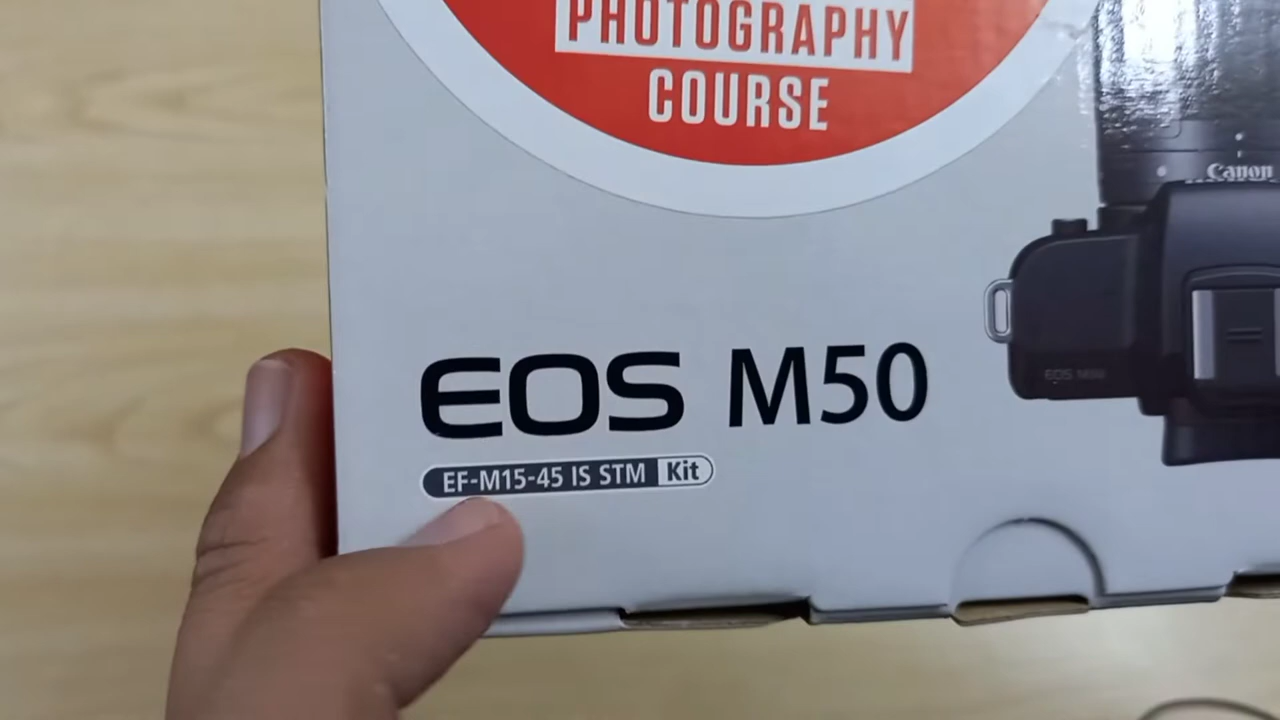 PHOTOGRAPHY
COURSE
Canon
EOS M50
EF-M15-45 IS STM Kit